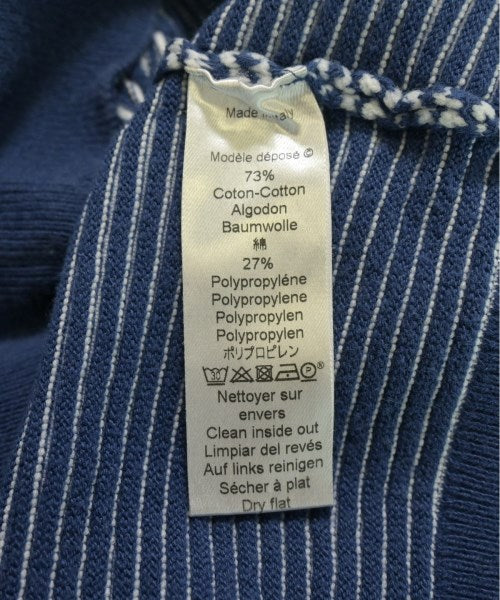 Made in Italy
Modèle déposé ©
73%
Coton-Cotton
Algodon
Baumwolle
綿
27%
Polypropyléne
Polypropylene
Polypropylen
Polypropylen
ポリプロピレン
30 P ®
Nettoyer sur
envers
Clean inside out
Limpiar del revés
Auf links reinigen
Sécher à plat
Dry flat